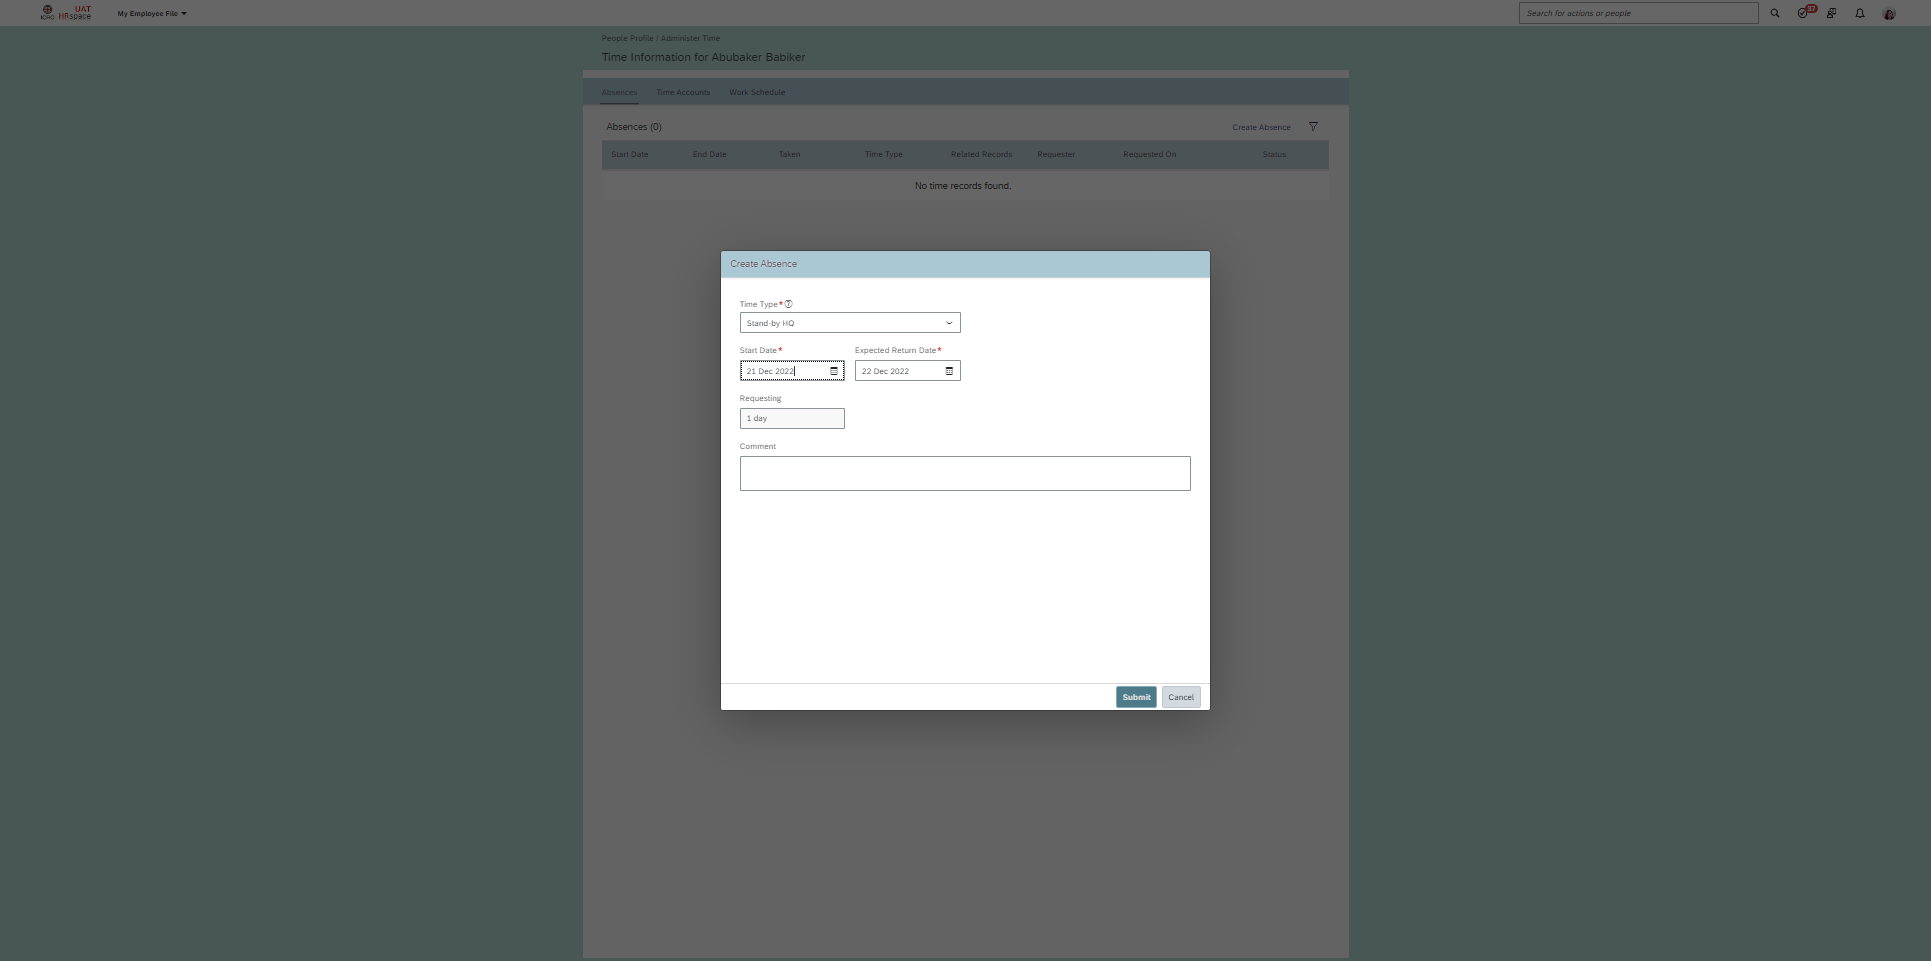 UAT
ICRC HRspace
My Employee File
Search for actions or people
37
People Profile / Administer Time
Time Information for Abubaker Babiker
Absences Time Accounts Work Schedule
Absences (0)
Create Absence
Start Date End Date Taken Time Type Related Records Requester Requested On Status
No time records found.
Create Absence
Time Type*
Stand-by HQ
Start Date* Expected Return Date*
21 Dec 2022 22 Dec 2022
Requesting
1 day
Comment
Submit Cancel